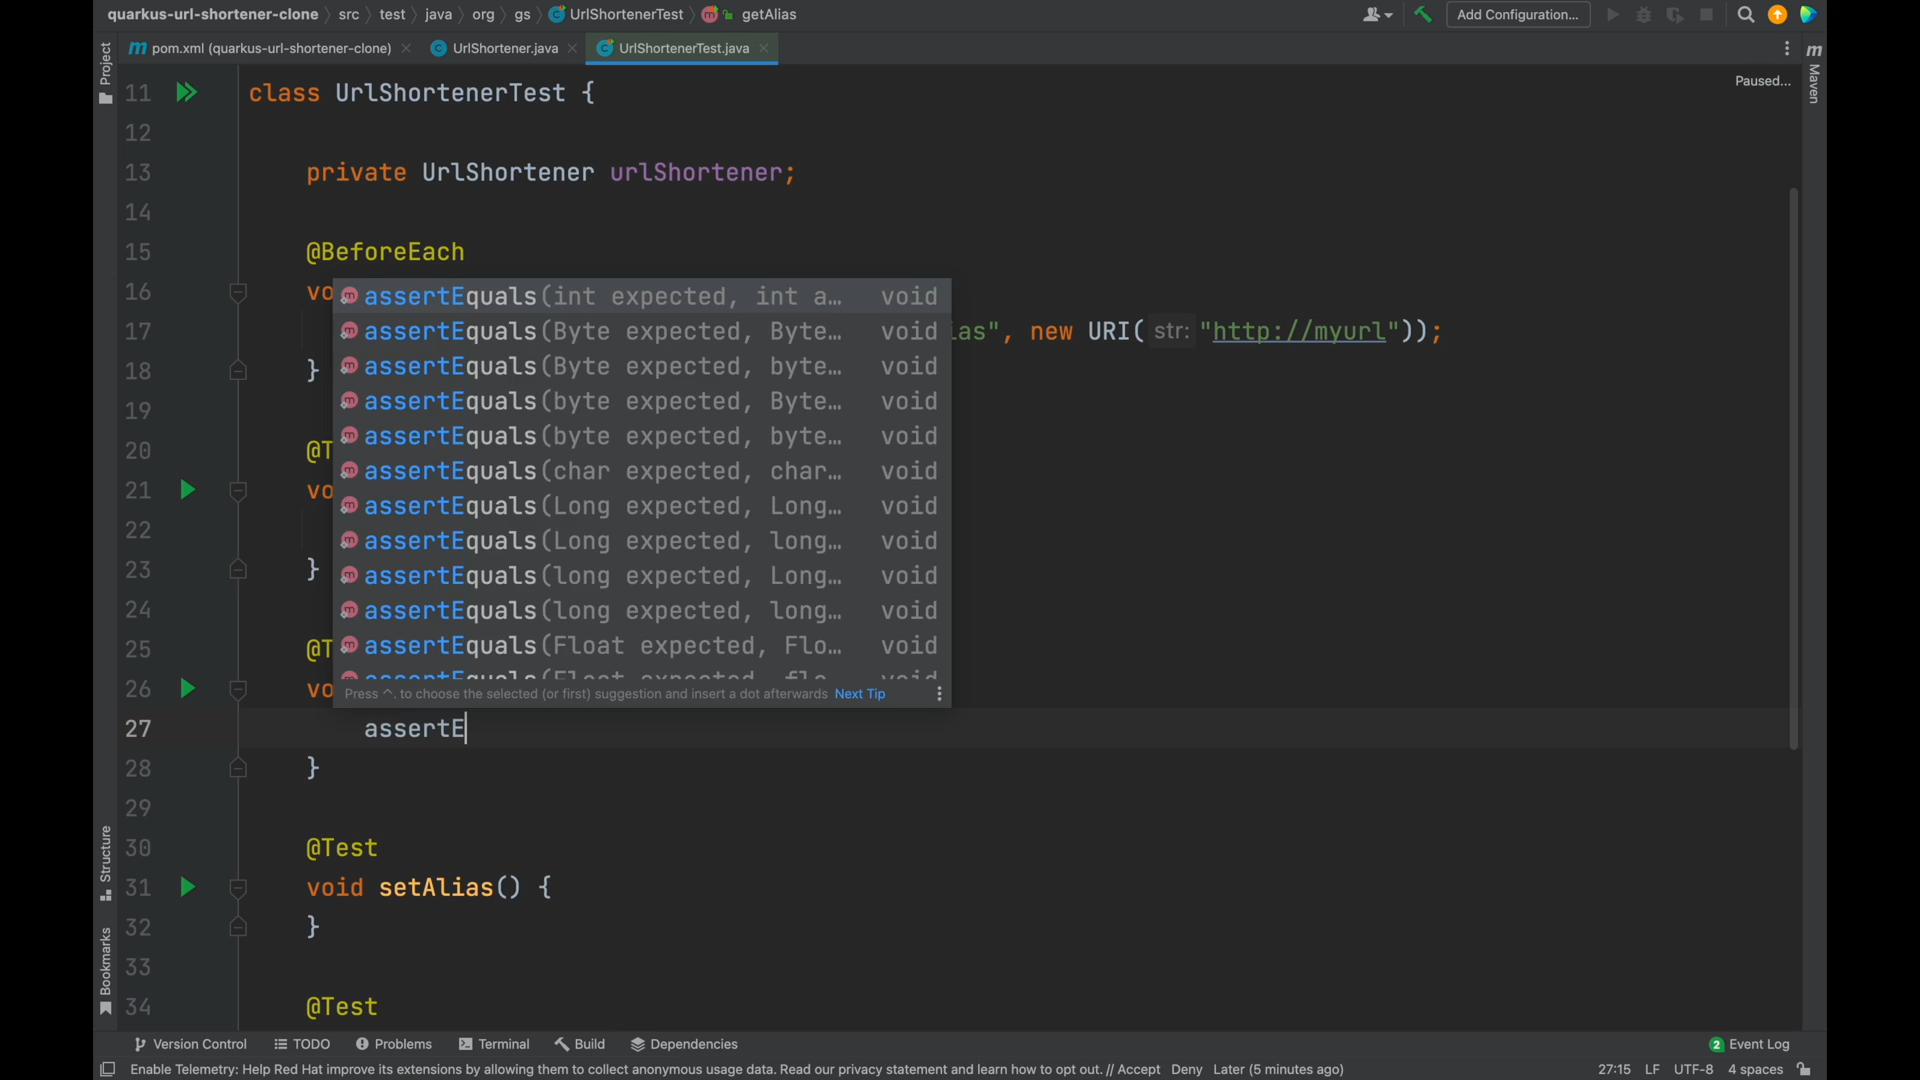 quarkus-url-shortener-clone src test java org gs UrlShortenerTest getAlias Add Configuration...
pom.xml (quarkus-url-shortener-clone) UrlShortener.java UrlShortenerTest.java
Project
Maven
Paused...
11 class UrlShortenerTest {
12
13 private UrlShortener urlShortener;
14
15 @BeforeEach
16 vo
17 ias", new URI( str: "http://myurl"));
18 }
19
20 @T
21 vo
22
23 }
24
25 @T
26 vo
assertEquals(int expected, int a... void
assertEquals(Byte expected, Byte... void
assertEquals(Byte expected, byte... void
assertEquals(byte expected, Byte... void
assertEquals(byte expected, byte... void
assertEquals(char expected, char... void
assertEquals(Long expected, Long... void
assertEquals(Long expected, long... void
assertEquals(long expected, Long... void
assertEquals(long expected, long... void
assertEquals(Float expected, Flo... void
assertEquals(Float expected, flo... void
Press ^. to choose the selected (or first) suggestion and insert a dot afterwards Next Tip
27 assertE
28 }
29
30 @Test
31 void setAlias() {
32 }
33
34 @Test
Structure
Bookmarks
Version Control TODO Problems Terminal Build Dependencies 2 Event Log
Enable Telemetry: Help Red Hat improve its extensions by allowing them to collect anonymous usage data. Read our privacy statement and learn how to opt out. // Accept Deny Later (5 minutes ago) 27:15 LF UTF-8 4 spaces